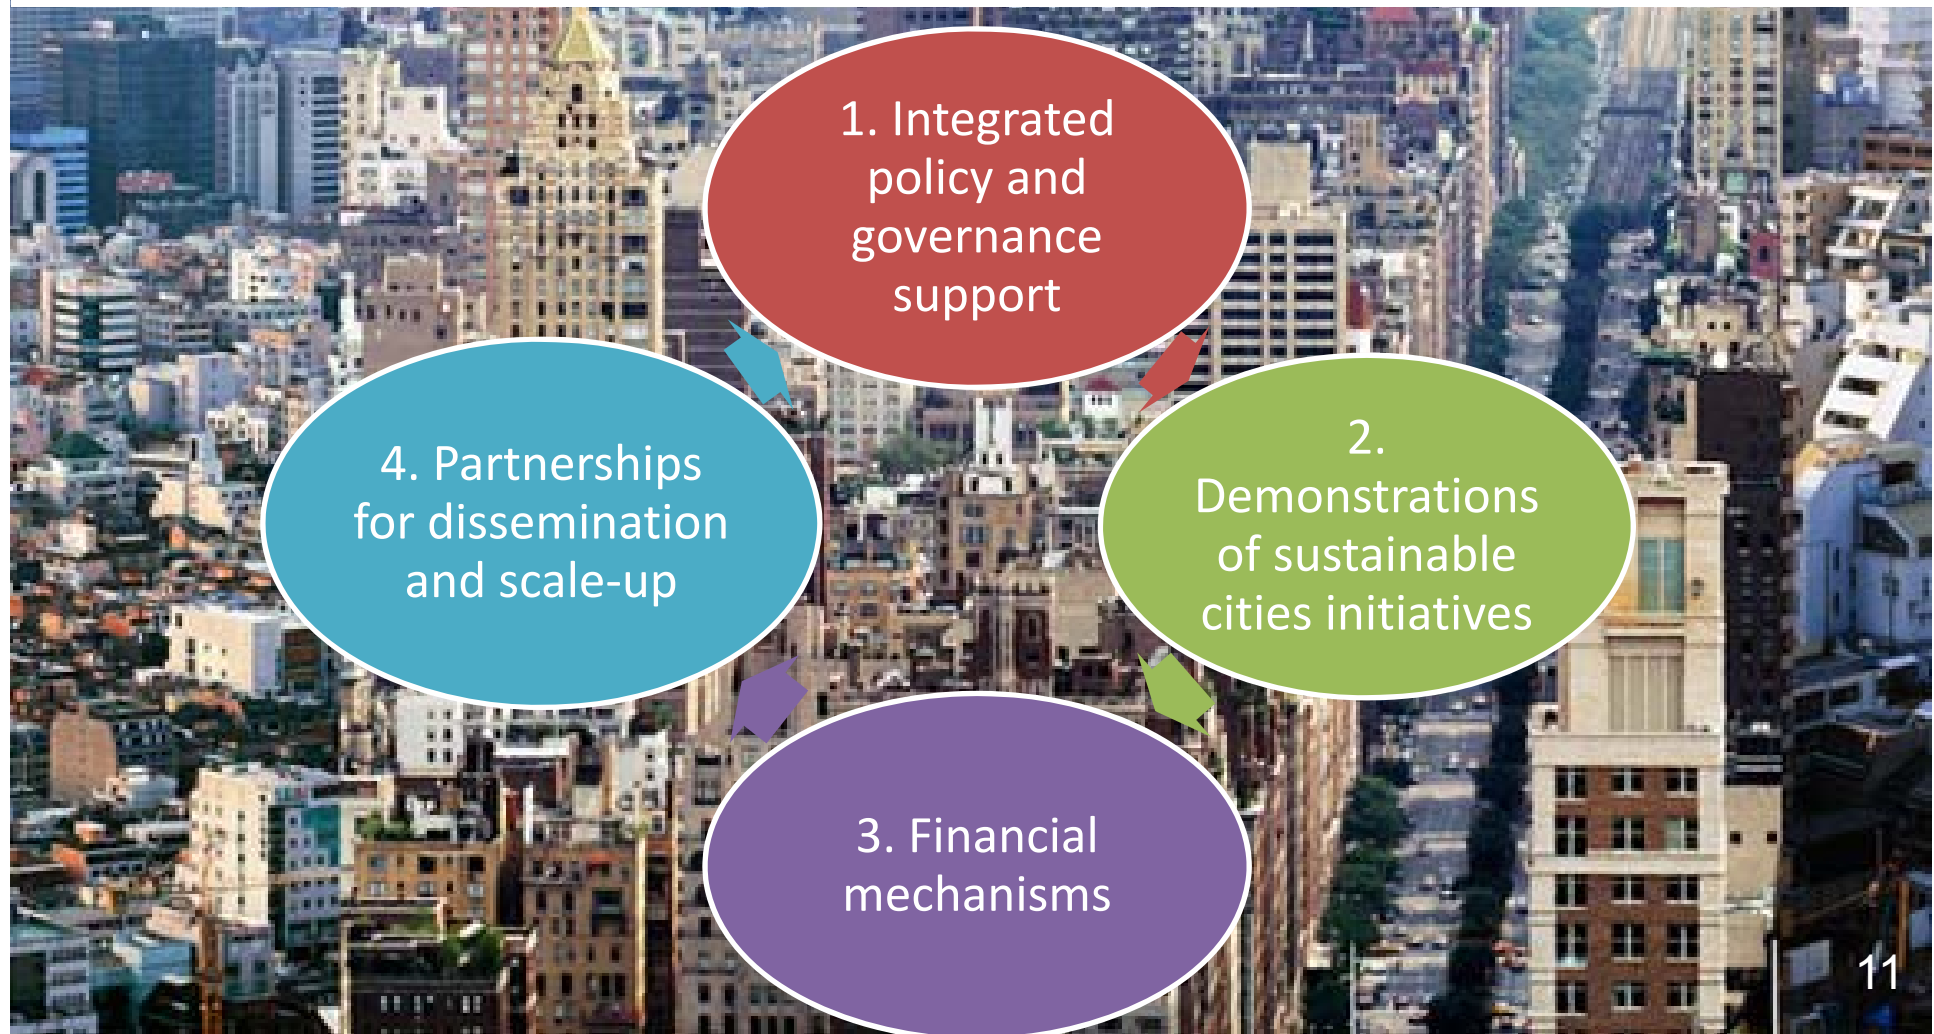 1. Integrated
policy and
governance
support
2.
Demonstrations
of sustainable
cities initiatives
3. Financial
mechanisms
4. Partnerships
for dissemination
and scale-up
11